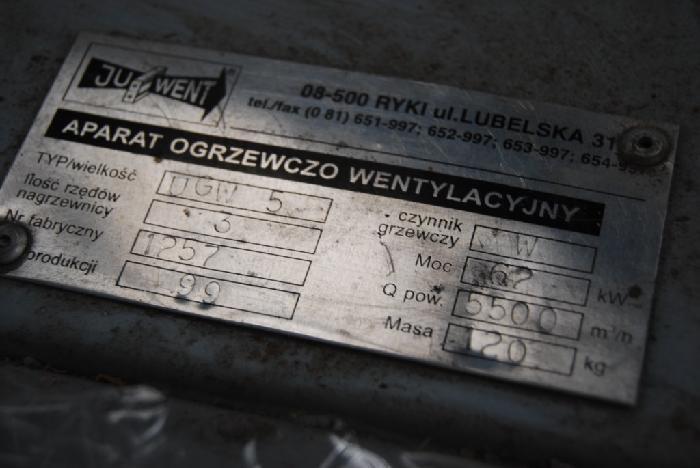 JUWENT
08-500 RYKI ul.LUBELSKA 31
tel./fax (0 81) 651-997; 652-997; 653-997; 654-997
APARAT OGRZEWCZO WENTYLACYJNY
TYP/wielkość UGW 5
Ilość rzędów nagrzewnicy 3
Nr fabryczny 1257
produkcji 99
czynnik grzewczy W
Moc kW
Q pow. 5500 m³/h
Masa 120 kg